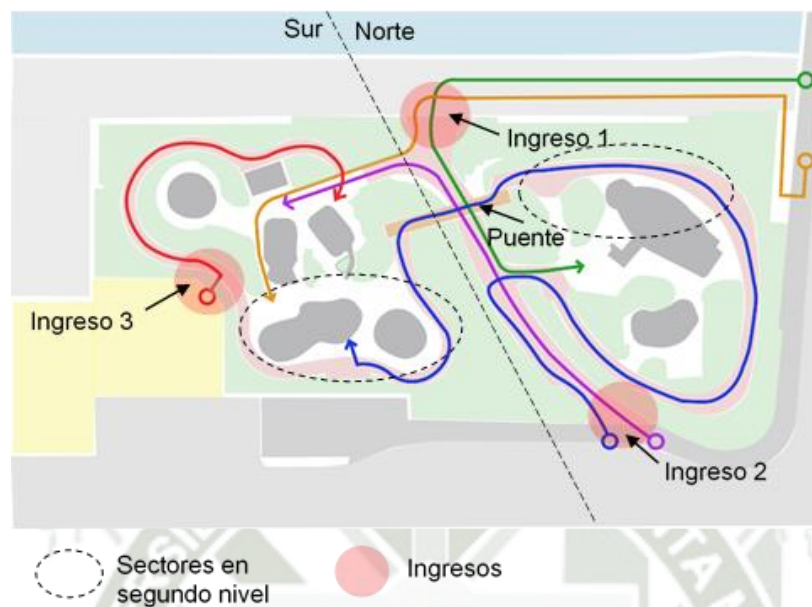 Sur
Norte
Ingreso 1
Puente
Ingreso 3
Ingreso 2
Sectores en
segundo nivel
Ingresos